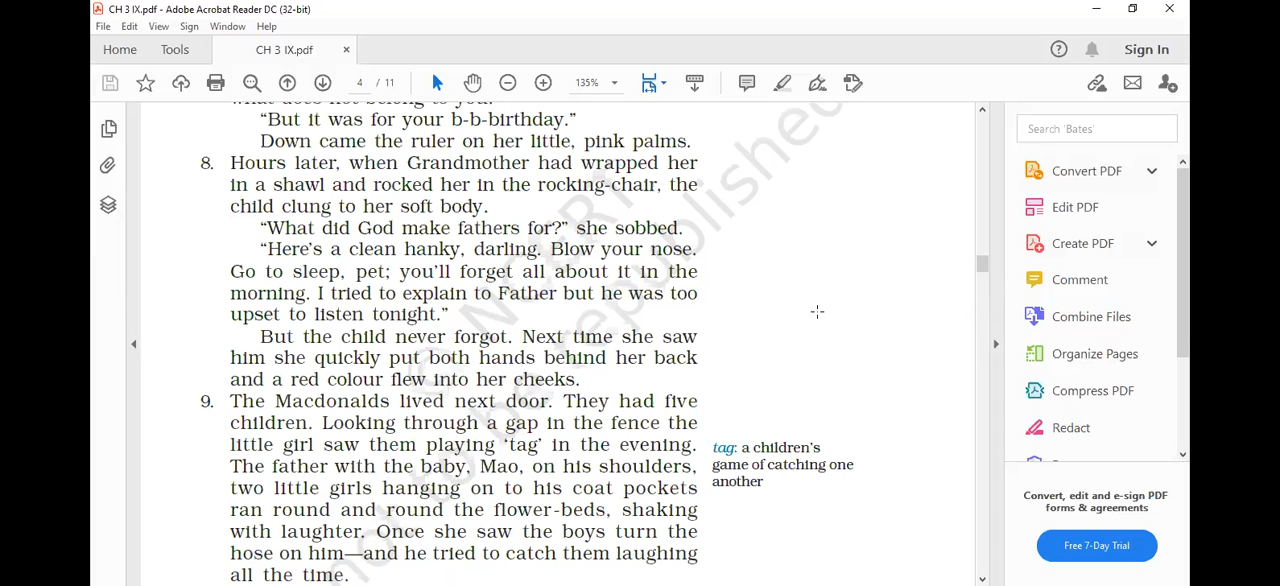 CH 3 IX.pdf - Adobe Acrobat Reader DC (32-bit)
File Edit View Sign Window Help
Home Tools CH 3 IX.pdf × Sign In
4 / 11 135%
what does not belong to you.
“But it was for your b-b-birthday.”
Down came the ruler on her little, pink palms.
8. Hours later, when Grandmother had wrapped her
in a shawl and rocked her in the rocking-chair, the
child clung to her soft body.
“What did God make fathers for?” she sobbed.
“Here’s a clean hanky, darling. Blow your nose.
Go to sleep, pet; you’ll forget all about it in the
morning. I tried to explain to Father but he was too
upset to listen tonight.”
But the child never forgot. Next time she saw
him she quickly put both hands behind her back
and a red colour flew into her cheeks.
9. The Macdonalds lived next door. They had five
children. Looking through a gap in the fence the
little girl saw them playing ‘tag’ in the evening.
The father with the baby, Mao, on his shoulders,
two little girls hanging on to his coat pockets
ran round and round the flower-beds, shaking
with laughter. Once she saw the boys turn the
hose on him—and he tried to catch them laughing
all the time.
tag: a children’s
game of catching one
another
© NCERT
not to be republished
Search 'Bates'
Convert PDF
Edit PDF
Create PDF
Comment
Combine Files
Organize Pages
Compress PDF
Redact
Convert, edit and e-sign PDF
forms & agreements
Free 7-Day Trial